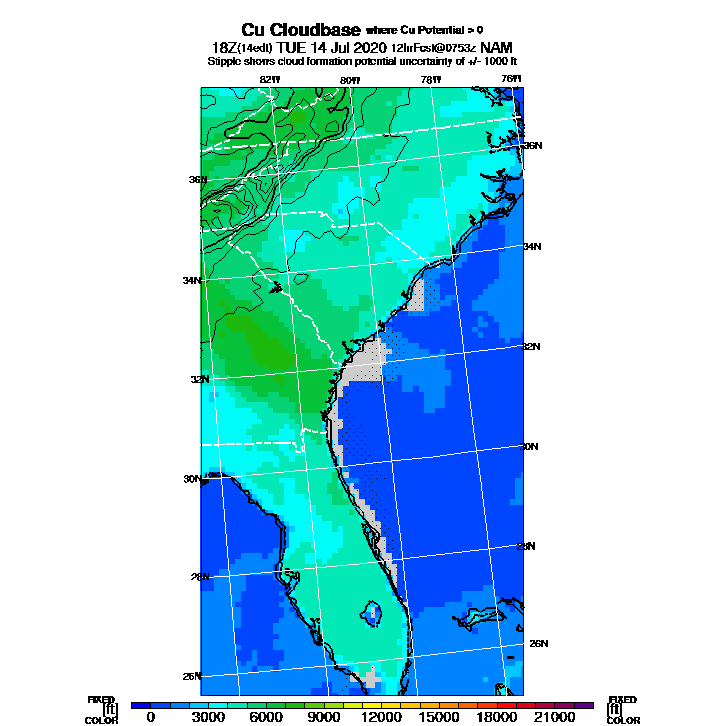 Cu Cloudbase where Cu Potential > 0
18Z(14edt) TUE 14 Jul 2020 12hrFcst@0753z NAM
Stipple shows cloud formation potential uncertainty of +/- 1000 ft
82W 80W 78W 76W
36N
36N
34N
34N
32N
32N
30N
30N
28N
28N
26N
26N
FIXED FIXED
[ft] [ft]
COLOR COLOR
0 3000 6000 9000 12000 15000 18000 21000